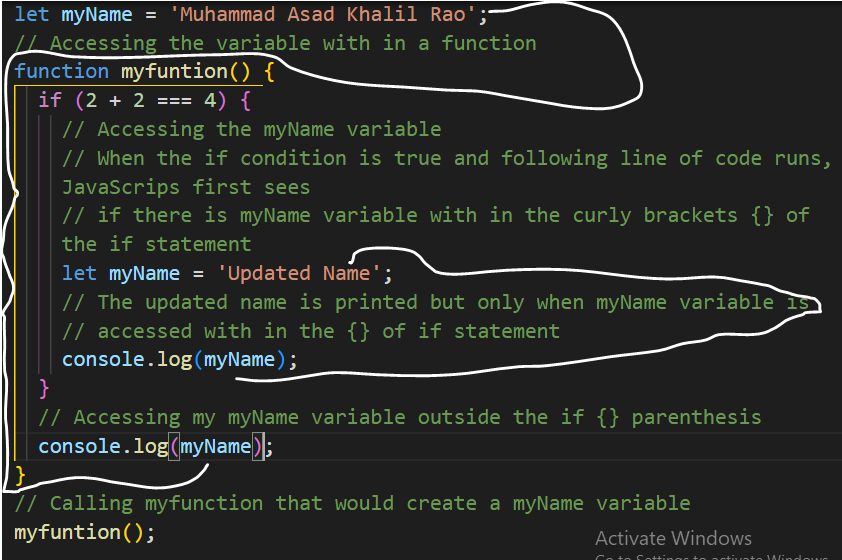 let myName = 'Muhammad Asad Khalil Rao';
// Accessing the variable with in a function
function myfuntion() {
if (2 + 2 === 4) {
// Accessing the myName variable
// When the if condition is true and following line of code runs,
JavaScrips first sees
// if there is myName variable with in the curly brackets {} of
the if statement
let myName = 'Updated Name';
// The updated name is printed but only when myName variable is
// accessed with in the {} of if statement
console.log(myName);
}
// Accessing my myName variable outside the if {} parenthesis
console.log(myName);
}
// Calling myfunction that would create a myName variable
myfuntion();
Activate Windows
Go to Settings to activate Windows